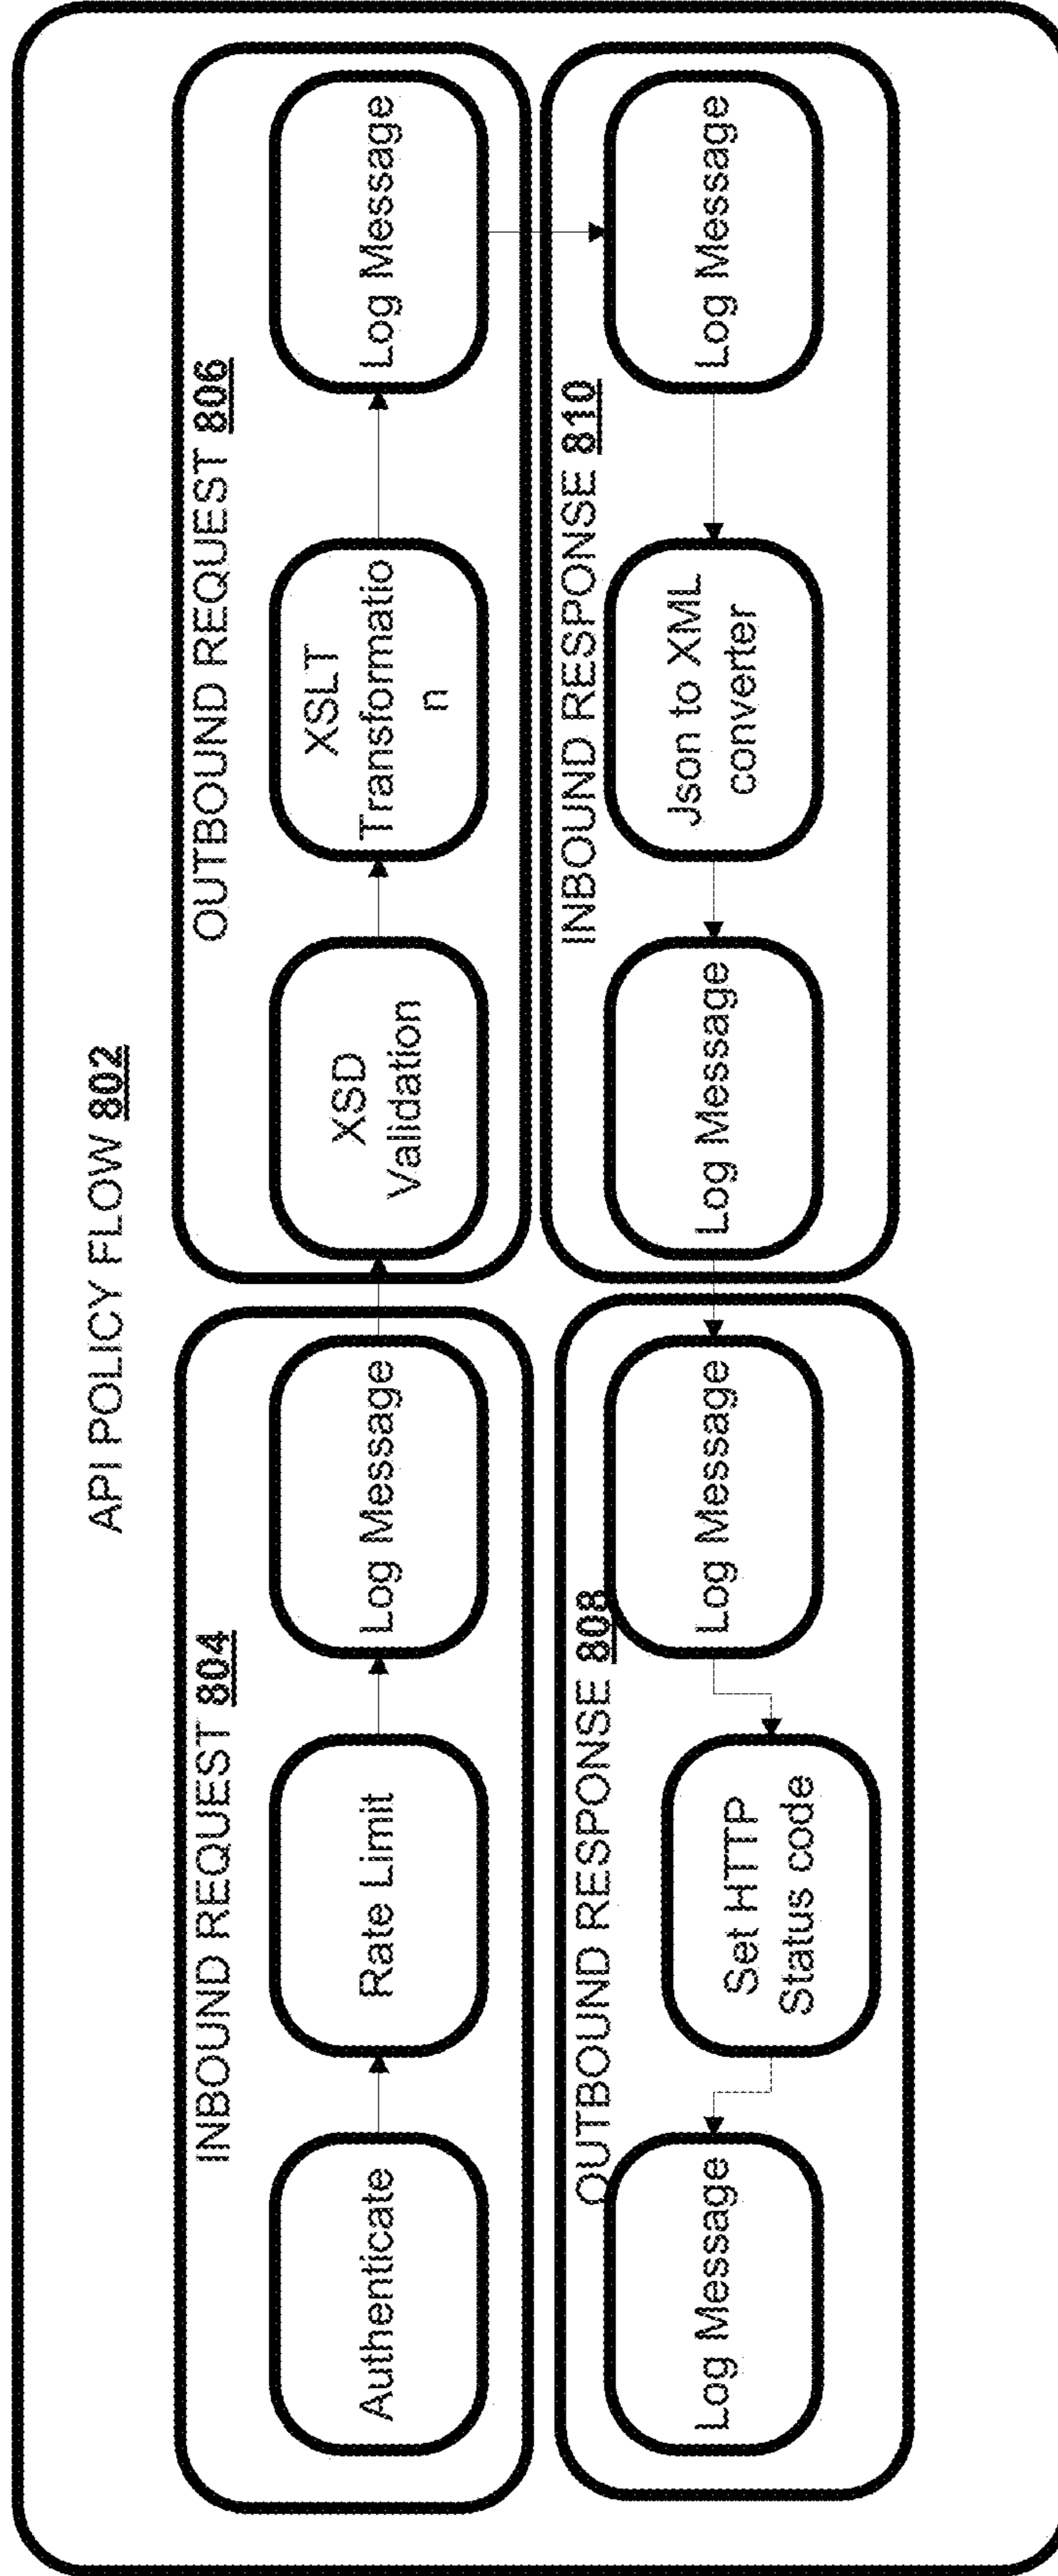 API POLICY FLOW 802
INBOUND REQUEST 804
Authenticate
Rate Limit
Log Message
OUTBOUND REQUEST 806
XSD
Validation
XSLT
Transformatio
n
Log Message
OUTBOUND RESPONSE 808
Log Message
Set HTTP
Status code
Log Message
INBOUND RESPONSE 810
Log Message
Json to XML
converter
Log Message